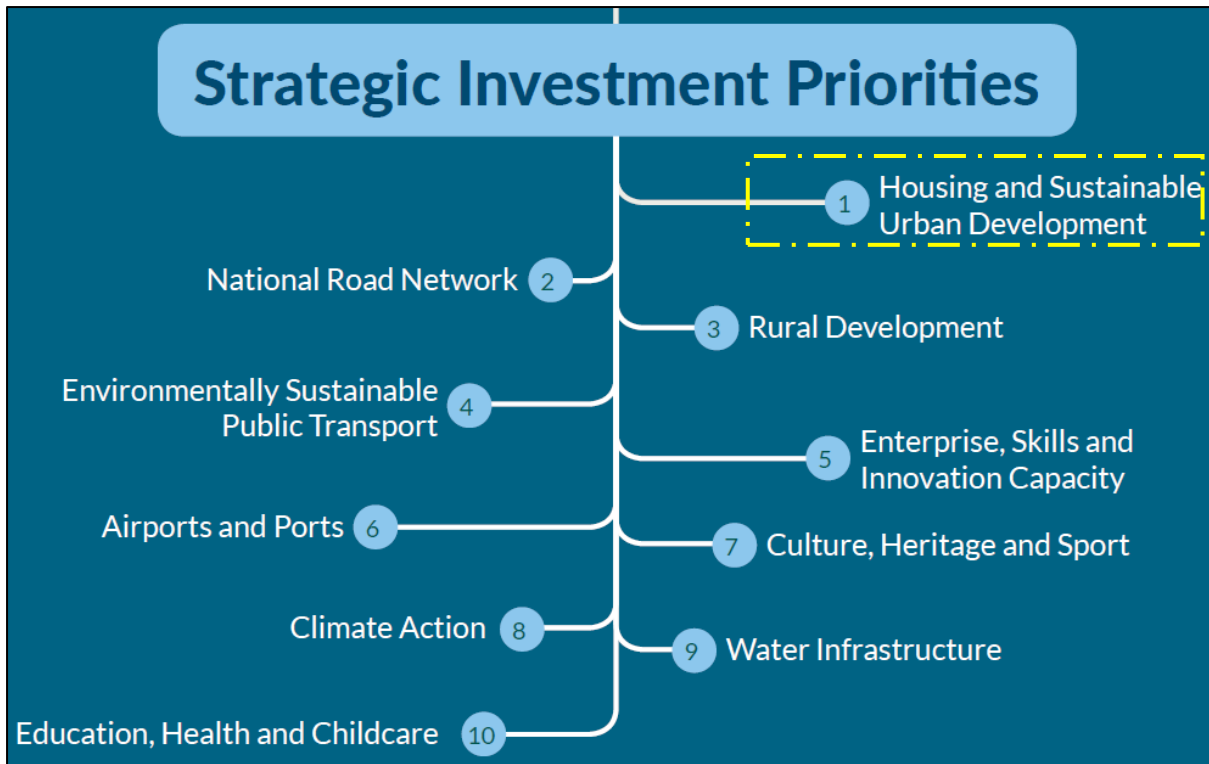 Strategic Investment Priorities
1
Housing and Sustainable
Urban Development
National Road Network
2
3
Rural Development
Environmentally Sustainable
Public Transport
4
5
Enterprise, Skills and
Innovation Capacity
Airports and Ports
6
7
Culture, Heritage and Sport
Climate Action
8
9
Water Infrastructure
Education, Health and Childcare
10